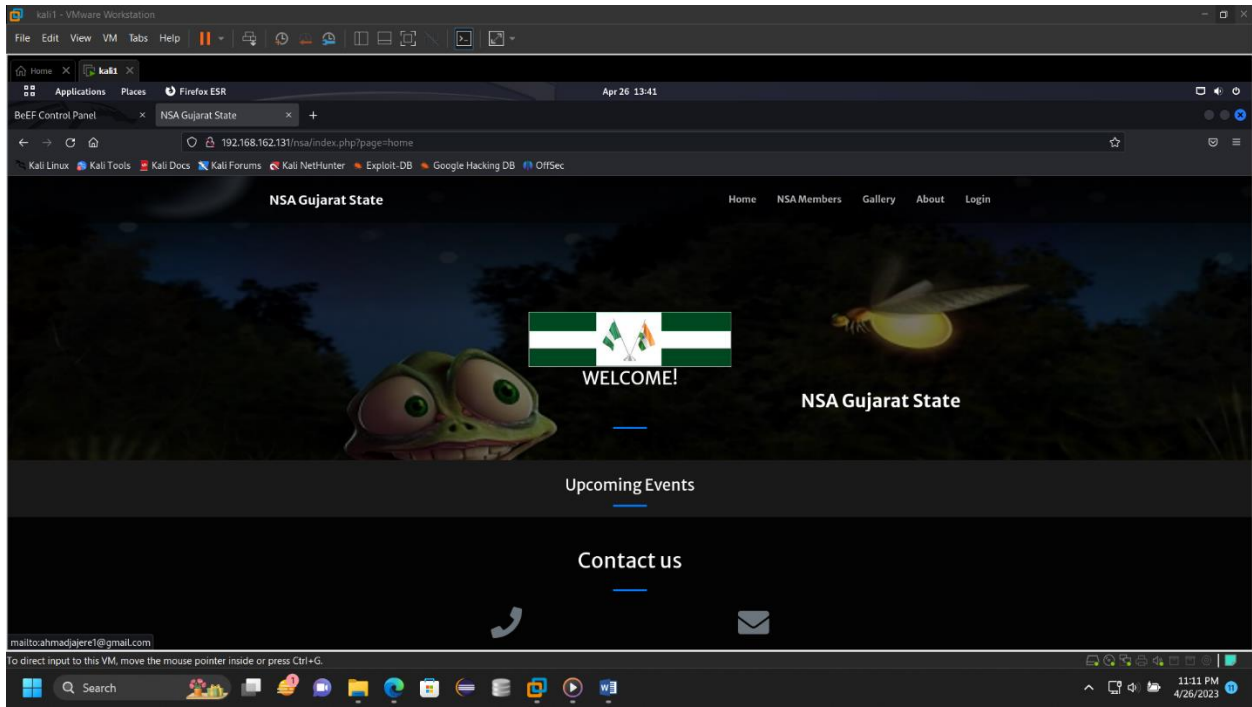 kali1 - VMware Workstation
File Edit View VM Tabs Help
Home kali1
Applications Places Firefox ESR Apr 26 13:41
BeEF Control Panel NSA Gujarat State
192.168.162.131/nsa/index.php?page=home
Kali Linux Kali Tools Kali Docs Kali Forums Kali NetHunter Exploit-DB Google Hacking DB OffSec
NSA Gujarat State Home NSA Members Gallery About Login
WELCOME!
NSA Gujarat State
Upcoming Events
Contact us
mailto:ahmadjajere1@gmail.com
To direct input to this VM, move the mouse pointer inside or press Ctrl+G.
Search 11:11 PM
4/26/2023 11